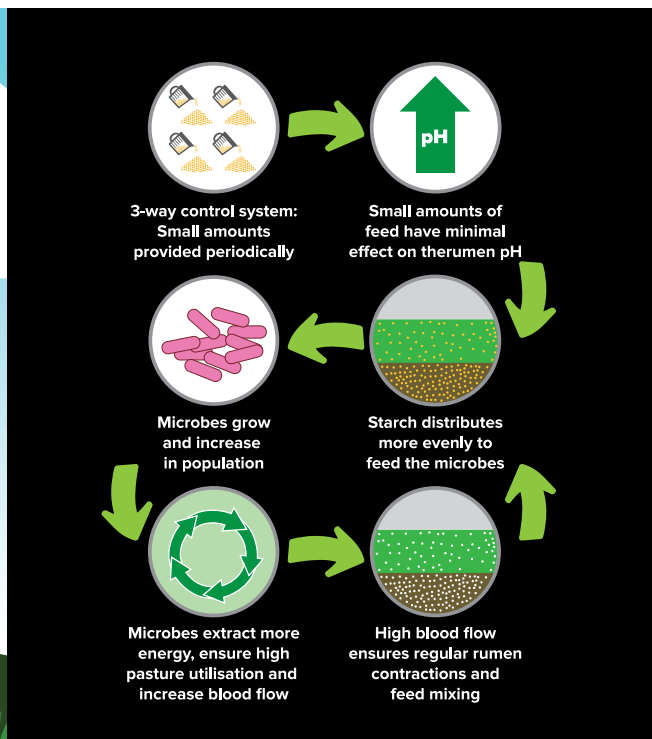 3-way control system:
Small amounts
provided periodically
pH
Small amounts of
feed have minimal
effect on therumen pH
Starch distributes
more evenly to
feed the microbes
Microbes grow
and increase
in population
Microbes extract more
energy, ensure high
pasture utilisation and
increase blood flow
High blood flow
ensures regular rumen
contractions and
feed mixing